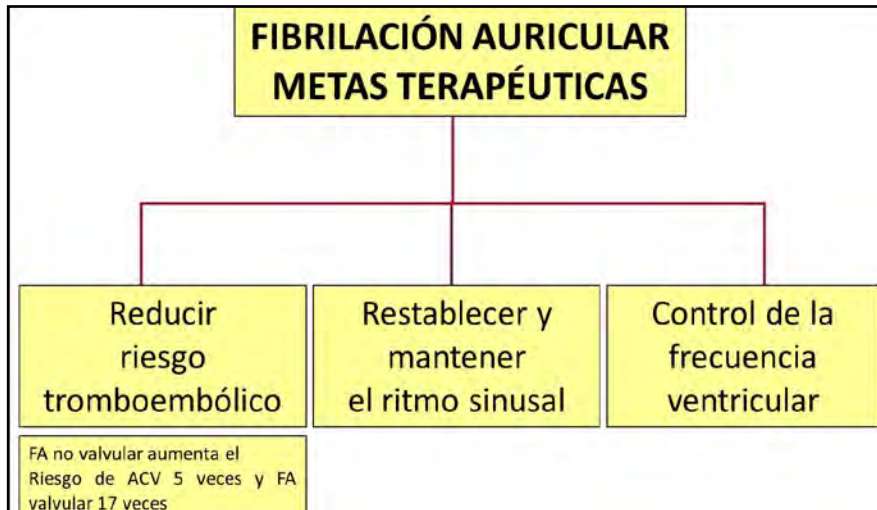 FIBRILACIÓN AURICULAR
METAS TERAPÉUTICAS
Reducir
riesgo
tromboembólico
Restablecer y
mantener
el ritmo sinusal
Control de la
frecuencia
ventricular
FA no valvular aumenta el
Riesgo de ACV 5 veces y FA
valvular 17 veces